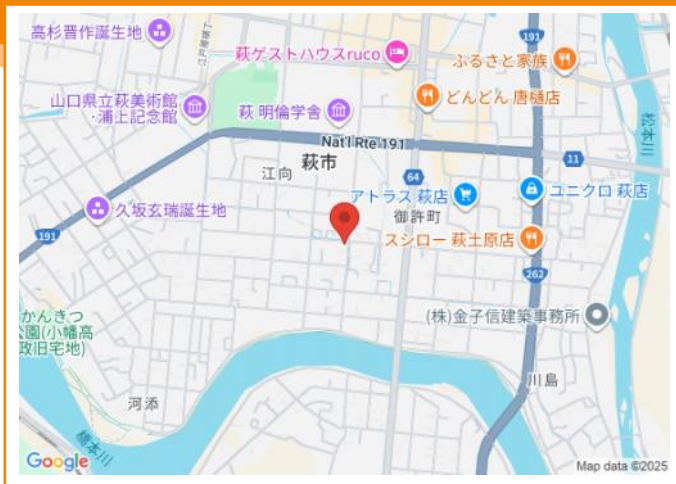 高杉晋作誕生地
江戸屋横丁
萩ゲストハウスruco
191
ふるさと家族
山口県立萩美術館
・浦上記念館
萩 明倫学舎
どんどん 唐樋店
松本川
Nat'l Rte 191
萩市
江向
11
64
アトラス 萩店
ユニクロ 萩店
久坂玄瑞誕生地
御許町
191
スシロー 萩土原店
262
かんきつ
公園(小幡高
政旧宅地)
(株)金子信建築事務所
川島
河添
橋本川
Google
Map data ©2025